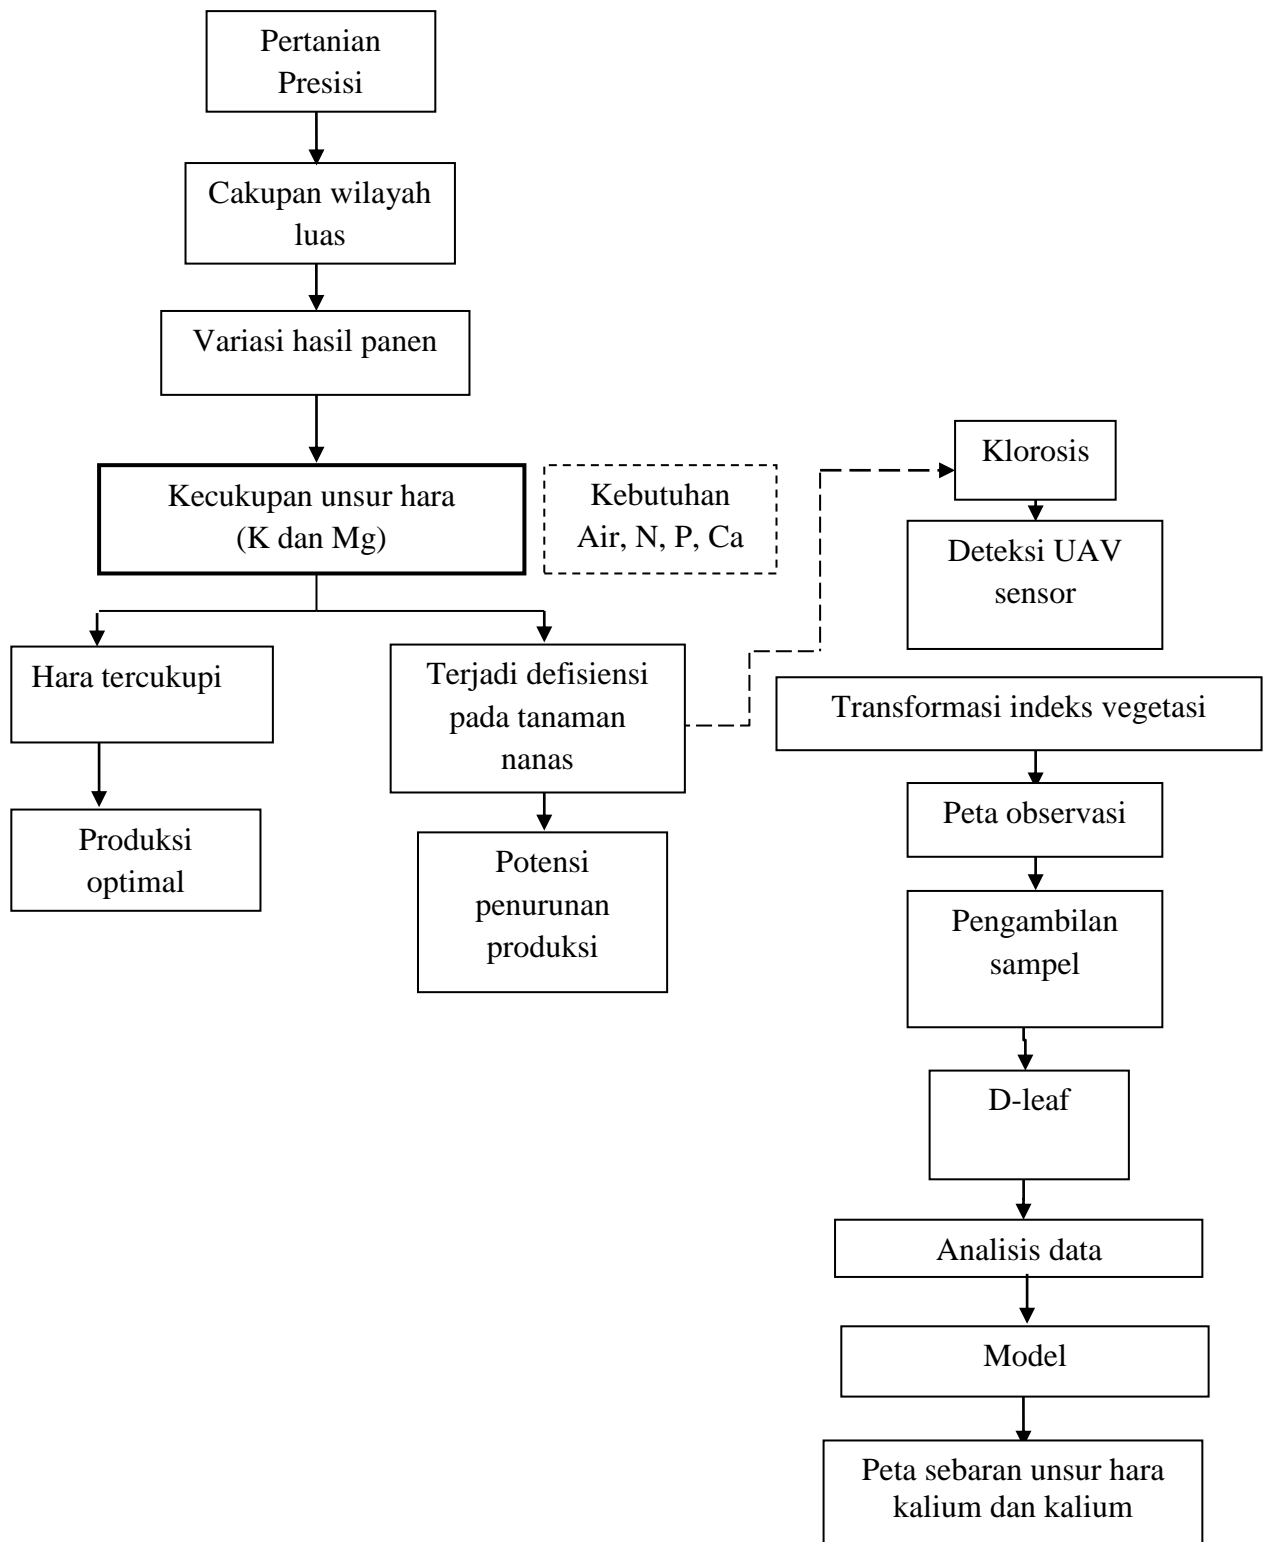 Pertanian
Presisi
Cakupan wilayah
luas
Variasi hasil panen
Kecukupan unsur hara
(K dan Mg)
Kebutuhan
Air, N, P, Ca
Hara tercukupi
Produksi
optimal
Terjadi defisiensi
pada tanaman
nanas
Potensi
penurunan
produksi
Klorosis
Deteksi UAV
sensor
Transformasi indeks vegetasi
Peta observasi
Pengambilan
sampel
D-leaf
Analisis data
Model
Peta sebaran unsur hara
kalium dan kalium